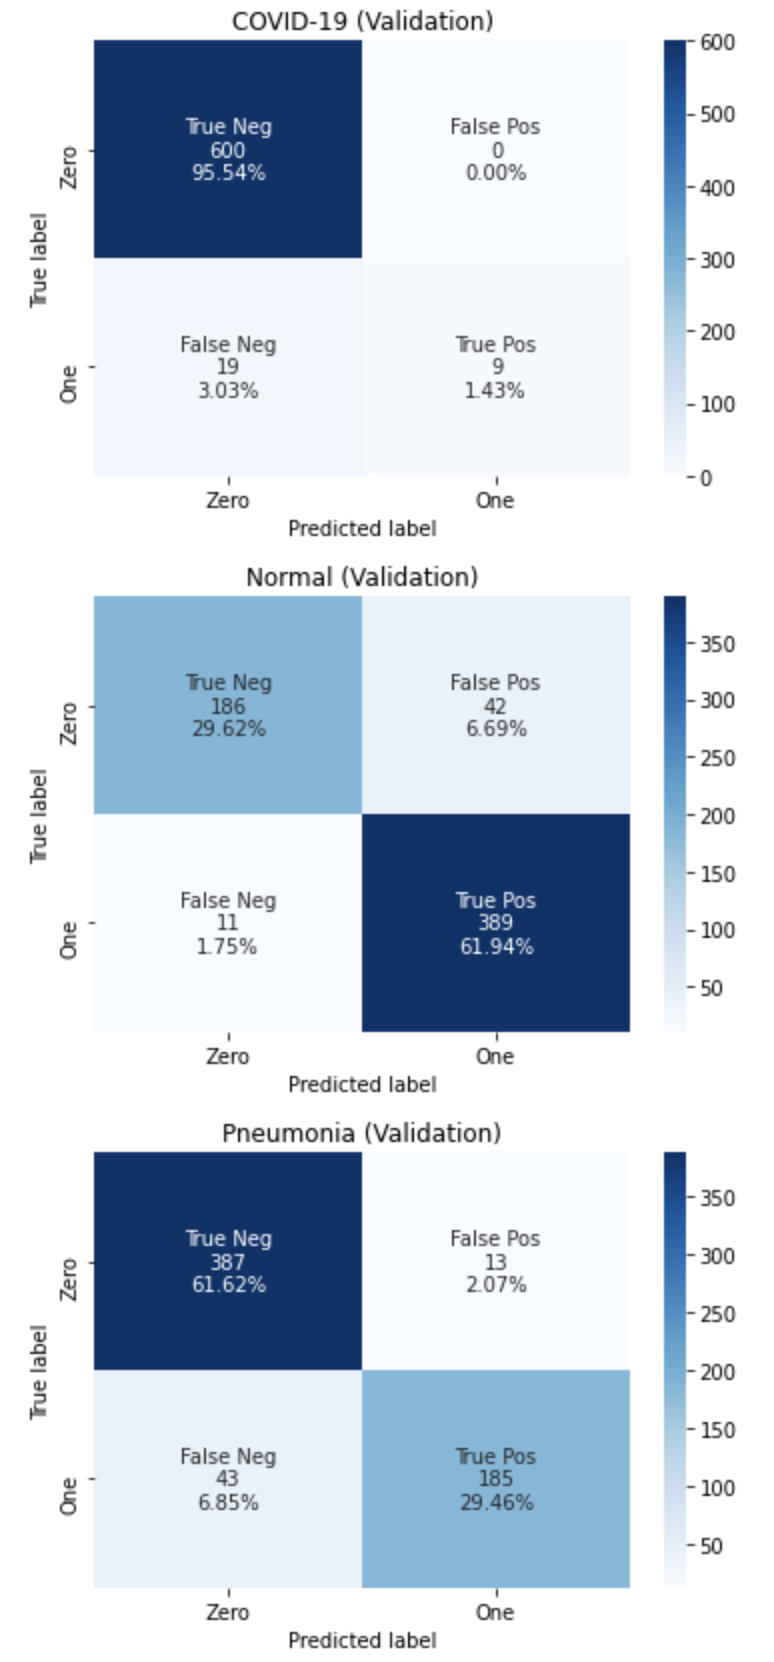 COVID-19 (Validation)
True Neg
600
95.54%
False Pos
0
0.00%
False Neg
19
3.03%
True Pos
9
1.43%
Zero
One
True label
Zero
One
Predicted label
600
500
400
300
200
100
0
Normal (Validation)
True Neg
186
29.62%
False Pos
42
6.69%
False Neg
11
1.75%
True Pos
389
61.94%
Zero
One
True label
Zero
One
Predicted label
350
300
250
200
150
100
50
Pneumonia (Validation)
True Neg
387
61.62%
False Pos
13
2.07%
False Neg
43
6.85%
True Pos
185
29.46%
Zero
One
True label
Zero
One
Predicted label
350
300
250
200
150
100
50